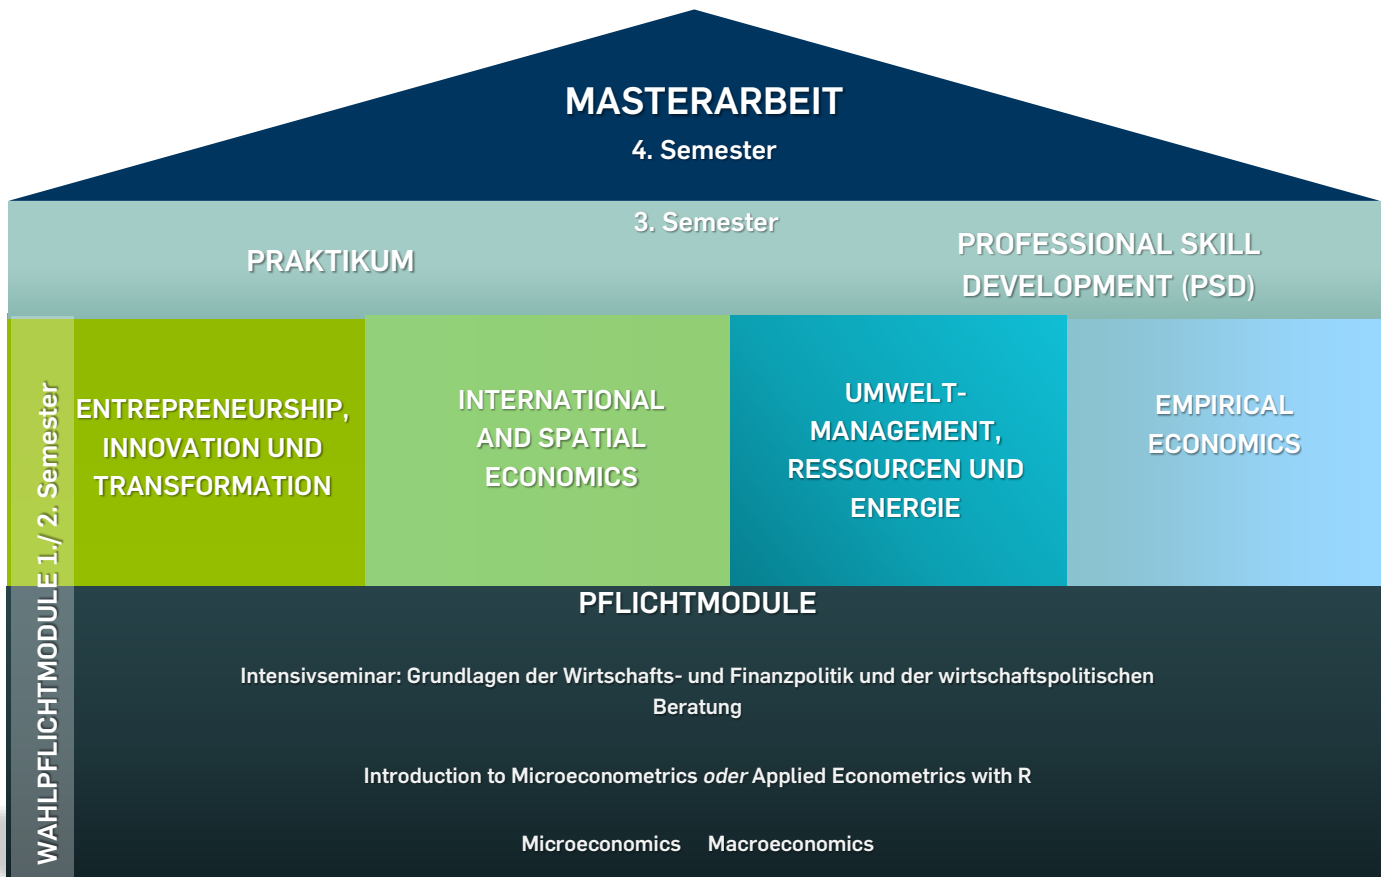 MASTERARBEIT
4. Semester
3. Semester
PRAKTIKUM
PROFESSIONAL SKILL
DEVELOPMENT (PSD)
WAHLPFLICHTMODULE 1./ 2. Semester
ENTREPRENEURSHIP,
INNOVATION UND
TRANSFORMATION
INTERNATIONAL
AND SPATIAL
ECONOMICS
UMWELT-
MANAGEMENT,
RESSOURCEN UND
ENERGIE
EMPIRICAL
ECONOMICS
PFLICHTMODULE
Intensivseminar: Grundlagen der Wirtschafts- und Finanzpolitik und der wirtschaftspolitischen
Beratung
Introduction to Microeconometrics oder Applied Econometrics with R
Microeconomics Macroeconomics